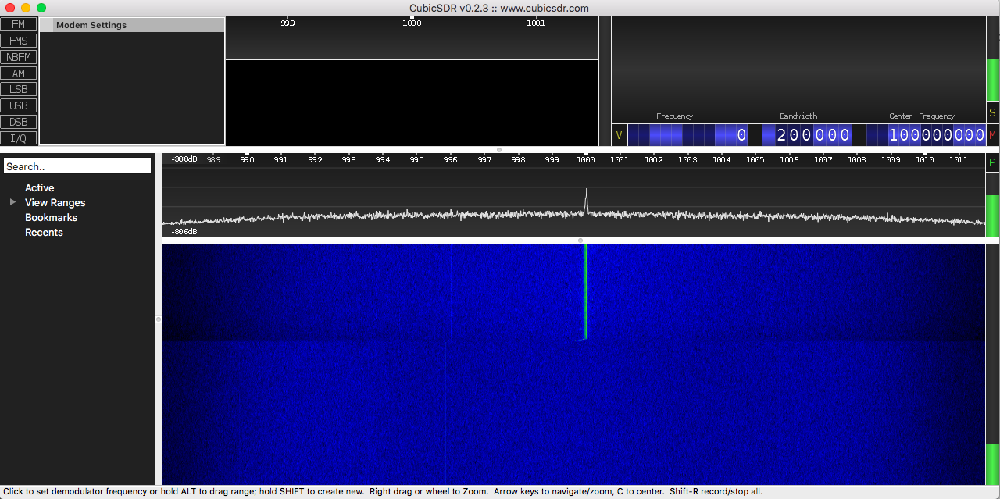 CubicSDR v0.2.3 :: www.cubicsdr.com
FM
FMS
NBFM
AM
LSB
USB
DSB
I/Q
Modem Settings
99.9 100.0 100.1
Frequency Bandwidth Center Frequency
V 0 200000 100000000
S
M
P
Search..
Active
View Ranges
Bookmarks
Recents
-30.0dB 98.9 99.0 99.1 99.2 99.3 99.4 99.5 99.6 99.7 99.8 99.9 100.0 100.1 100.2 100.3 100.4 100.5 100.6 100.7 100.8 100.9 101.0 101.1
-80.6dB
Click to set demodulator frequency or hold ALT to drag range; hold SHIFT to create new. Right drag or wheel to Zoom. Arrow keys to navigate/zoom, C to center. Shift-R record/stop all.